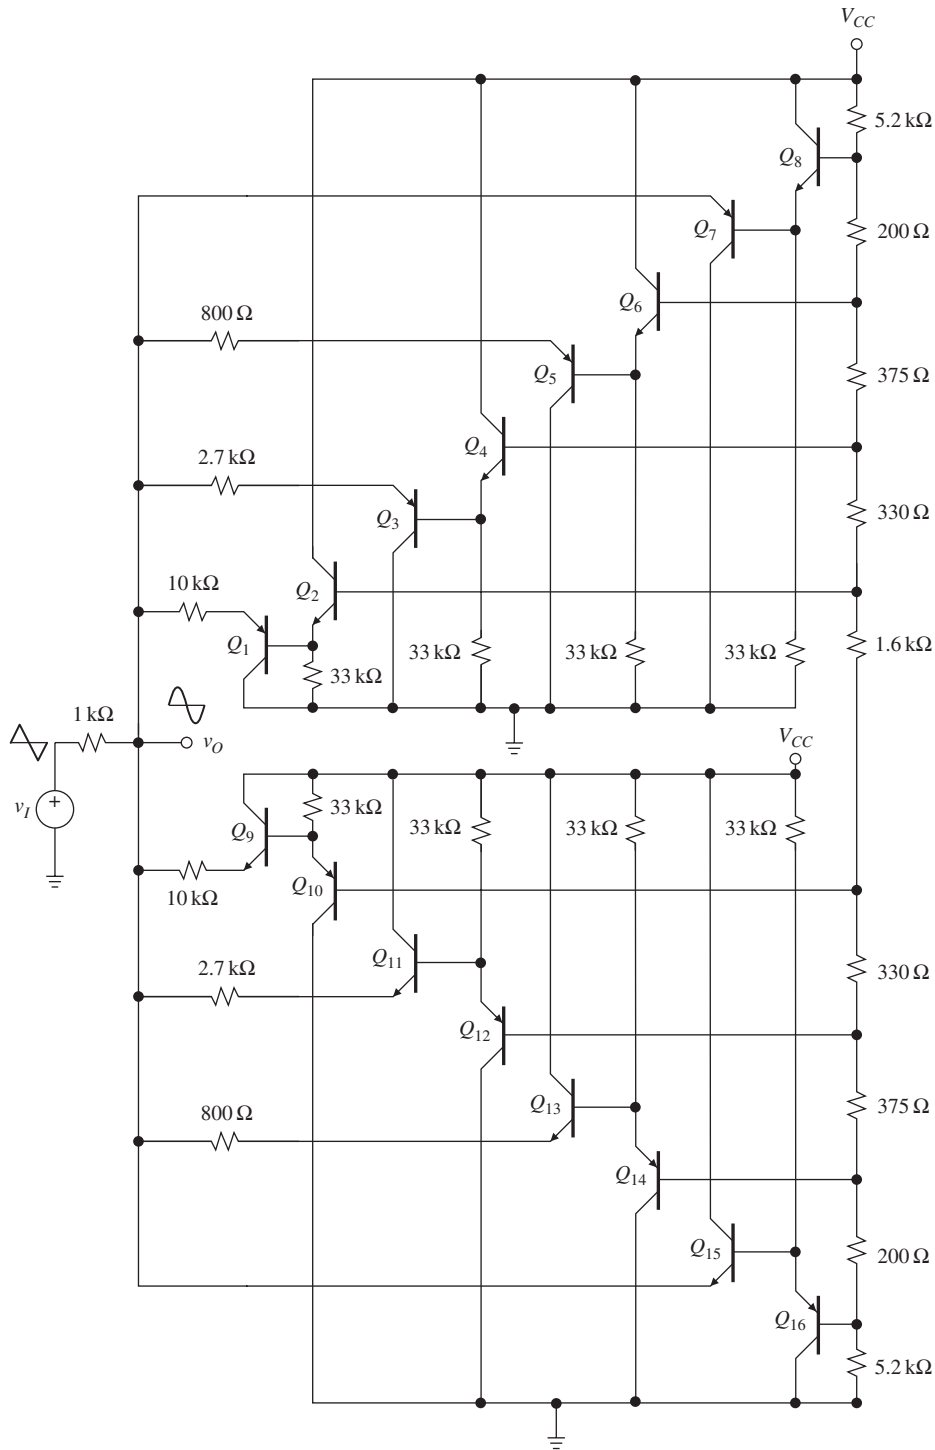 V_CC
5.2 kΩ
Q_8
Q_7
200 Ω
Q_6
800 Ω
Q_5
375 Ω
Q_4
2.7 kΩ
Q_3
330 Ω
10 kΩ
Q_2
Q_1
33 kΩ
33 kΩ
33 kΩ
33 kΩ
1.6 kΩ
1 kΩ
v_O
V_CC
v_I
+
Q_9
33 kΩ
33 kΩ
33 kΩ
33 kΩ
10 kΩ
Q_10
Q_11
2.7 kΩ
330 Ω
Q_12
800 Ω
Q_13
375 Ω
Q_14
Q_15
200 Ω
Q_16
5.2 kΩ